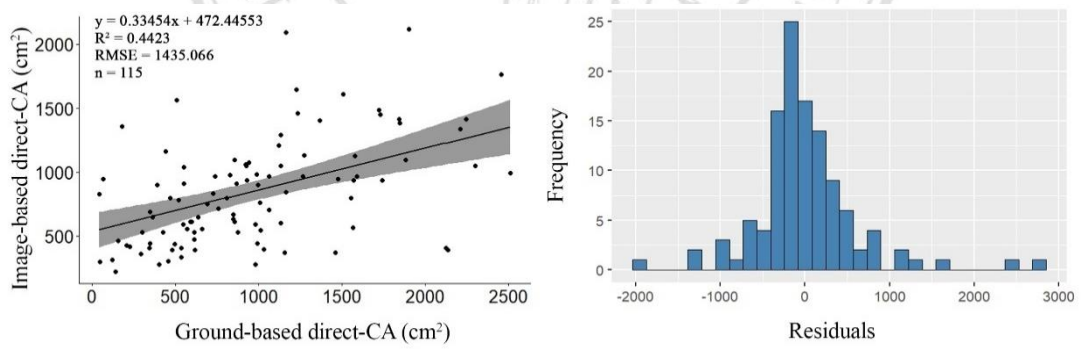 y = 0.33454x + 472.44553
R² = 0.4423
RMSE = 1435.066
n = 115
Image-based direct-CA (cm²)
2000
1500
1000
500
0 500 1000 1500 2000 2500
Ground-based direct-CA (cm²)
Frequency
25
20
15
10
5
0
-2000 -1000 0 1000 2000 3000
Residuals